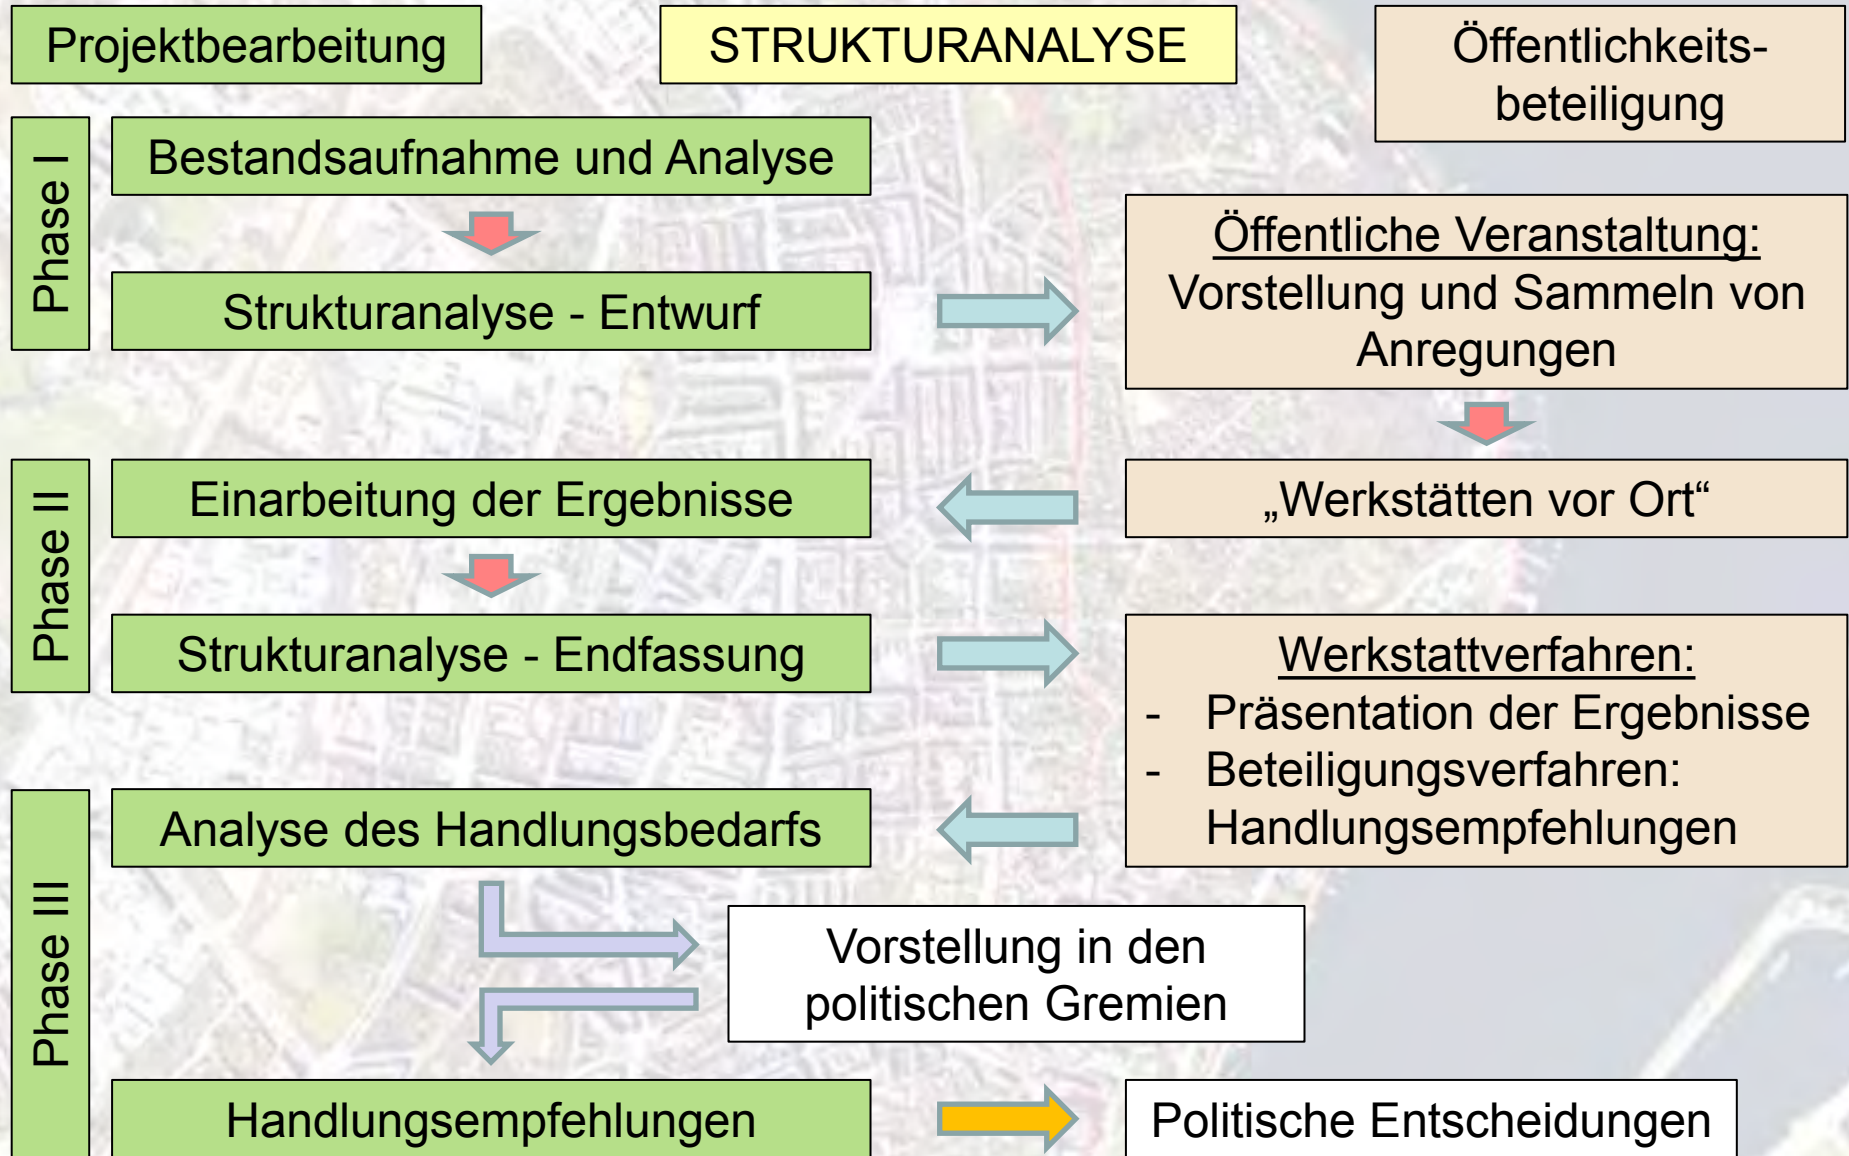 Projektbearbeitung
STRUKTURANALYSE
Öffentlichkeits-
beteiligung
Phase I
Bestandsaufnahme und Analyse
Strukturanalyse - Entwurf
Öffentliche Veranstaltung:
Vorstellung und Sammeln von
Anregungen
Phase II
Einarbeitung der Ergebnisse
„Werkstätten vor Ort“
Strukturanalyse - Endfassung
Werkstattverfahren:
- Präsentation der Ergebnisse
- Beteiligungsverfahren:
Handlungsempfehlungen
Phase III
Analyse des Handlungsbedarfs
Vorstellung in den
politischen Gremien
Handlungsempfehlungen
Politische Entscheidungen